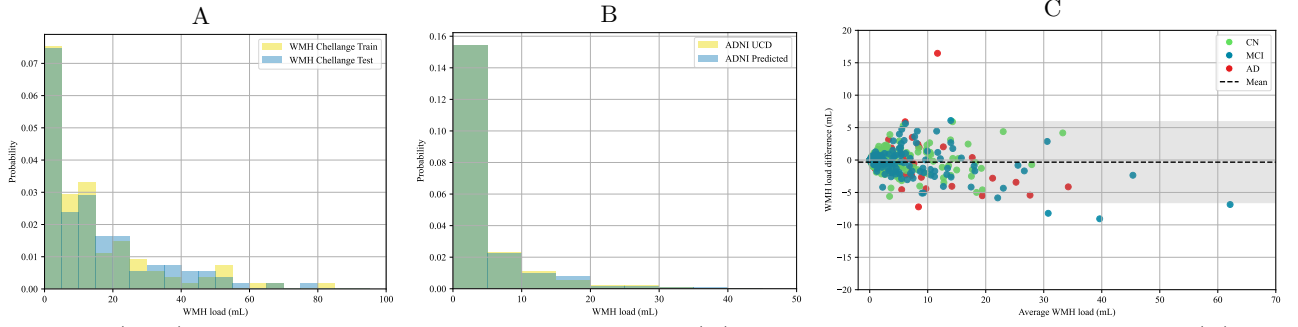 A
WMH Chellange Train
WMH Chellange Test
Probability
0.07
0.06
0.05
0.04
0.03
0.02
0.01
0.00
0 20 40 60 80 100
WMH load (mL)
B
ADNI UCD
ADNI Predicted
Probability
0.16
0.14
0.12
0.10
0.08
0.06
0.04
0.02
0.00
0 10 20 30 40 50
WMH load (mL)
C
CN
MCI
AD
Mean
WMH load difference (mL)
20
15
10
5
0
−5
−10
−15
−20
0 10 20 30 40 50 60 70
Average WMH load (mL)